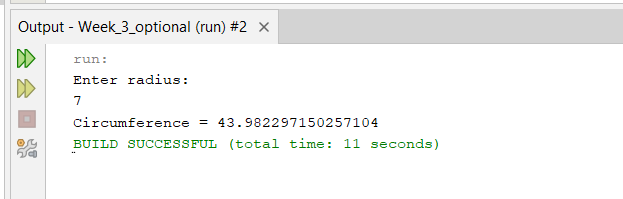 Output - Week_3_optional (run) #2
run:
Enter radius:
7
Circumference = 43.982297150257104
BUILD SUCCESSFUL (total time: 11 seconds)